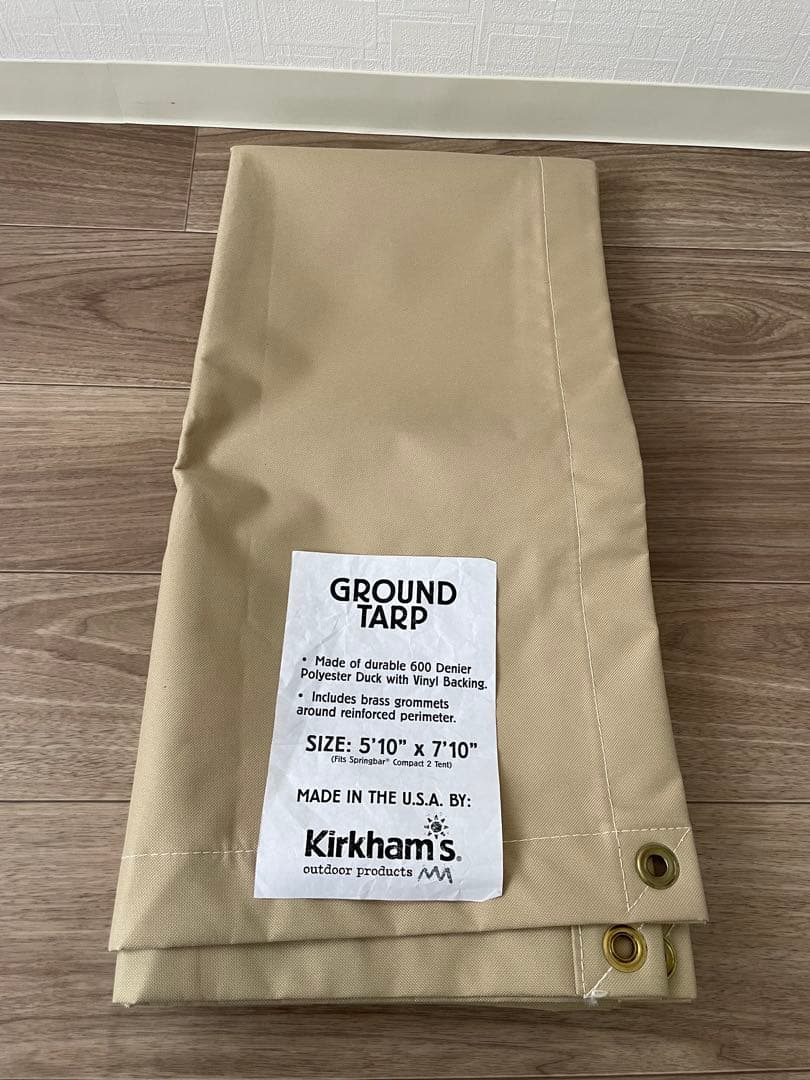 GROUND
TARP
• Made of durable 600 Denier
Polyester Duck with Vinyl Backing.
• Includes brass grommets
around reinforced perimeter.
SIZE: 5'10" x 7'10"
(Fits Springbar® Compact 2 Tent)
MADE IN THE U.S.A. BY:
Kirkham's®
outdoor products